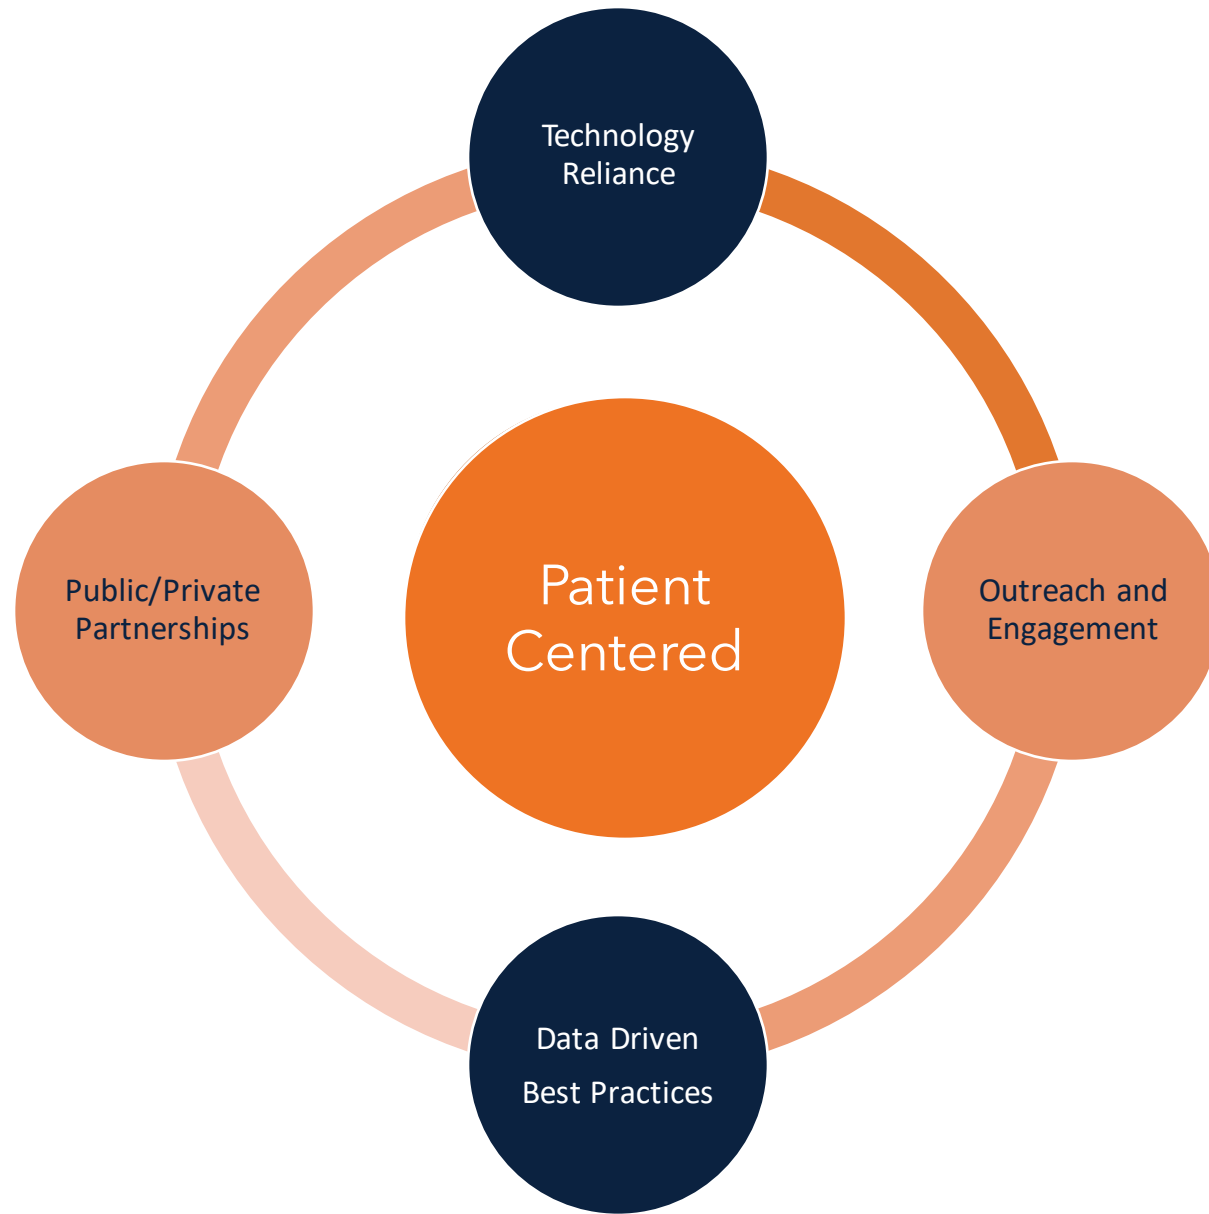 Technology
Reliance
Public/Private
Partnerships
Patient
Centered
Outreach and
Engagement
Data Driven
Best Practices